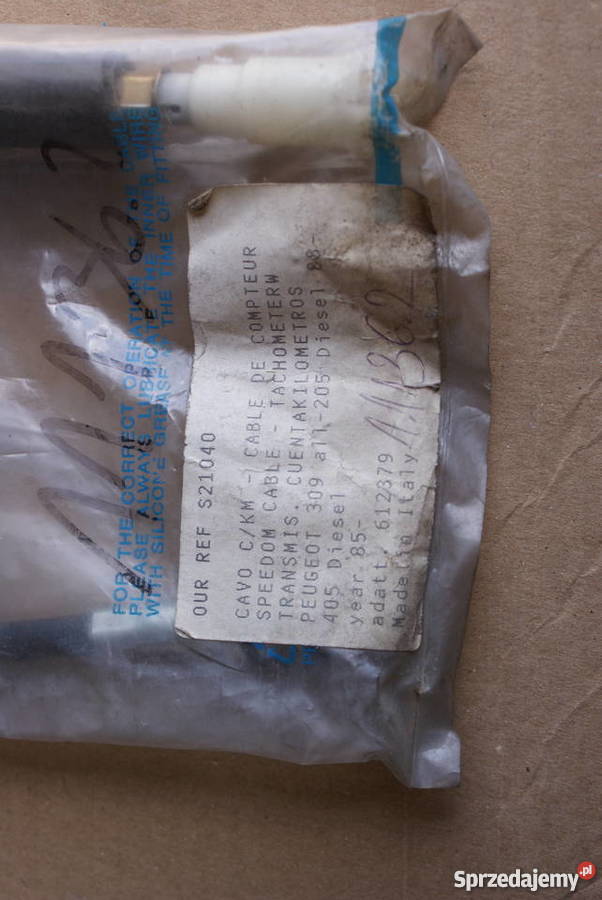 FOR THE CORRECT OPERATION OF THE CABLE
PLEASE ALWAYS LUBRICATE THE INNER WIRE
WITH SILICONE GREASE AT THE TIME OF FITTING
OUR REF S21040
CAVO C/KM - CABLE DE COMPTEUR
SPEEDOM CABLE - TACHOMETERW
TRANSMIS. CUENTAKILOMETROS
PEUGEOT 309 all-205 Diesel 88-
405 Diesel
year 85-
adatt. 612379
Made in Italy
Sprzedajemy.pl